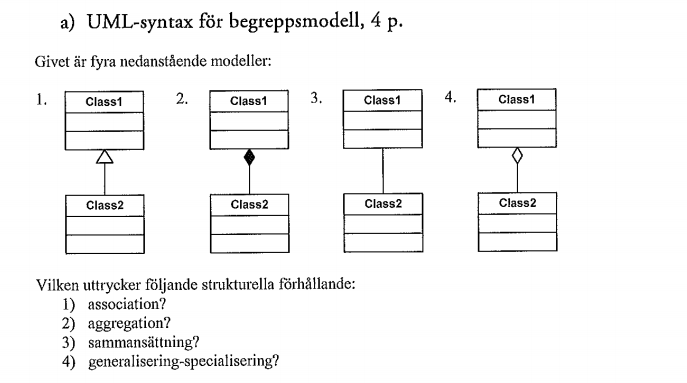 a) UML-syntax för begreppsmodell, 4 p.
Givet är fyra nedanstående modeller:
1. Class1 2. Class1 3. Class1 4. Class1
Class2 Class2 Class2 Class2
Vilken uttrycker följande strukturella förhållande:
1) association?
2) aggregation?
3) sammansättning?
4) generalisering-specialisering?